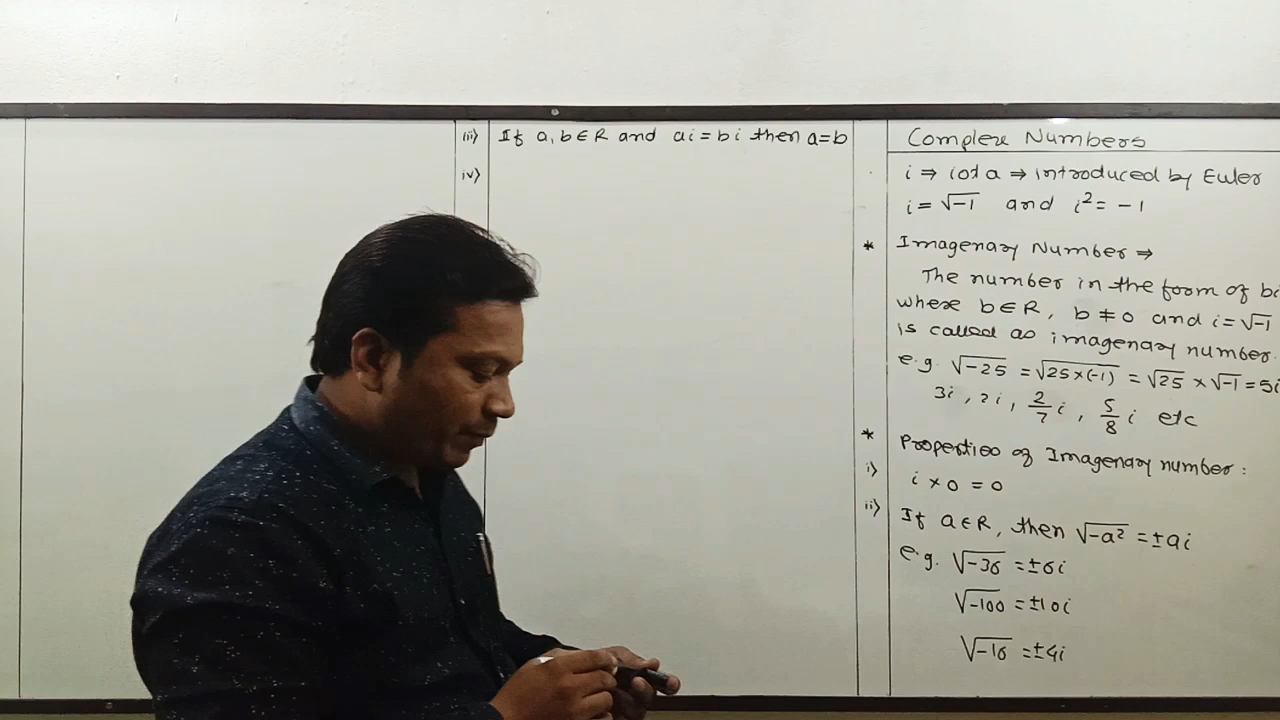 Complex Numbers
i ⇒ iota ⇒ introduced by Euler
i = √-1 and i² = -1
* Imagenary Number ⇒
The number in the form of bi
where b∈R, b ≠ 0 and i = √-1
is called as imagenary number.
e.g. √-25 = √25×(-1) = √25 × √-1 = 5i
3i, 2i, 2/7 i, 5/8 i etc
* Properties of Imagenary number:
i) i × 0 = 0
ii) If a∈R, then √-a² = ±ai
e.g. √-36 = ±6i
√-100 = ±10i
√-16 = ±4i
iii) If a, b∈R and ai = bi then a=b
iv)